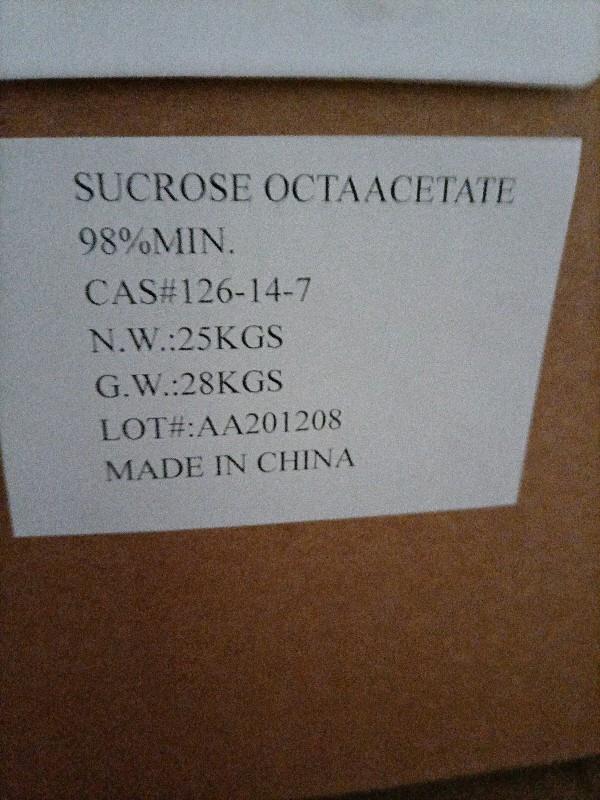 SUCROSE OCTAACETATE
98%MIN.
CAS#126-14-7
N.W.:25KGS
G.W.:28KGS
LOT#:AA201208
MADE IN CHINA